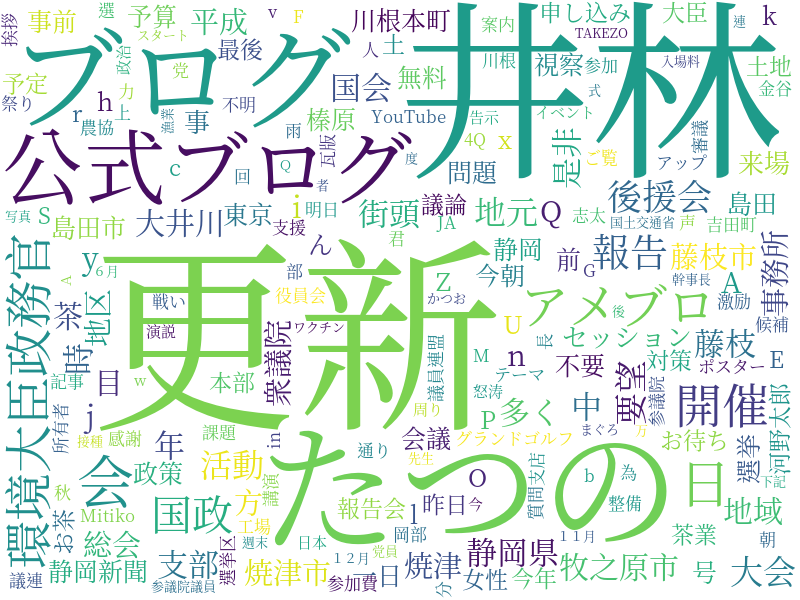 挨拶
事前
選
予算
平成
v
F
川根本町
案内
申し込み
大臣
連
k
スタート
政治
党
ブログ
最後
人
土
川根
TAKEZO
井林
予定
力
上
国会
無料
視察
参加
入場料
土地
金谷
祭り
r
h
農協
漁業
事
不明
榛原
YouTube
告示
式
イベント
審議
公式ブログ
c
雨
瓦版
4Q
x
是非
ご覧
アップ
来場
i
Q
回
者
度
問題
写真
S
島田市
大井川
東京
支援
明日
街頭
議論
地元
Q
志太
後援会
島田
君
JA
国土交通省
声
吉田町
環境大臣政務官
y
6月
地区
ん
部
静岡
今朝
前
G
報告
藤枝市
幹事長
A
激励
事務所
更新
茶
時
戦い
演説
役員会
衆議院
ワクチン
かつお
Z
U
アメブロ
後
候補
目
j
w
本部
議員連盟
M
n
セッション
長
不要
対策
藤枝
ポスター
E
記事
所有者
接種
感謝
年
課題
in
怒涛
テーマ
P
多く
中
要望
参議院
開催
河野太郎
会
政策
活動
講演
通り
会議
周り
グランドゴルフ
まぐろ
方
お待ち
選挙
下記
秋
お茶
Mitiko
国政
方
工場
先生
たつの
日
報告会
昨日
今
O
質問
支店
b
為
整備
地域
総会
支部
選挙区
週末
日本
12月
岡部
l
11月
茶業
朝
議連
静岡新聞
参議院議員
焼津市
参加費
党員
日
焼津
分
女性
静岡県
今年
牧之原市
号
大会